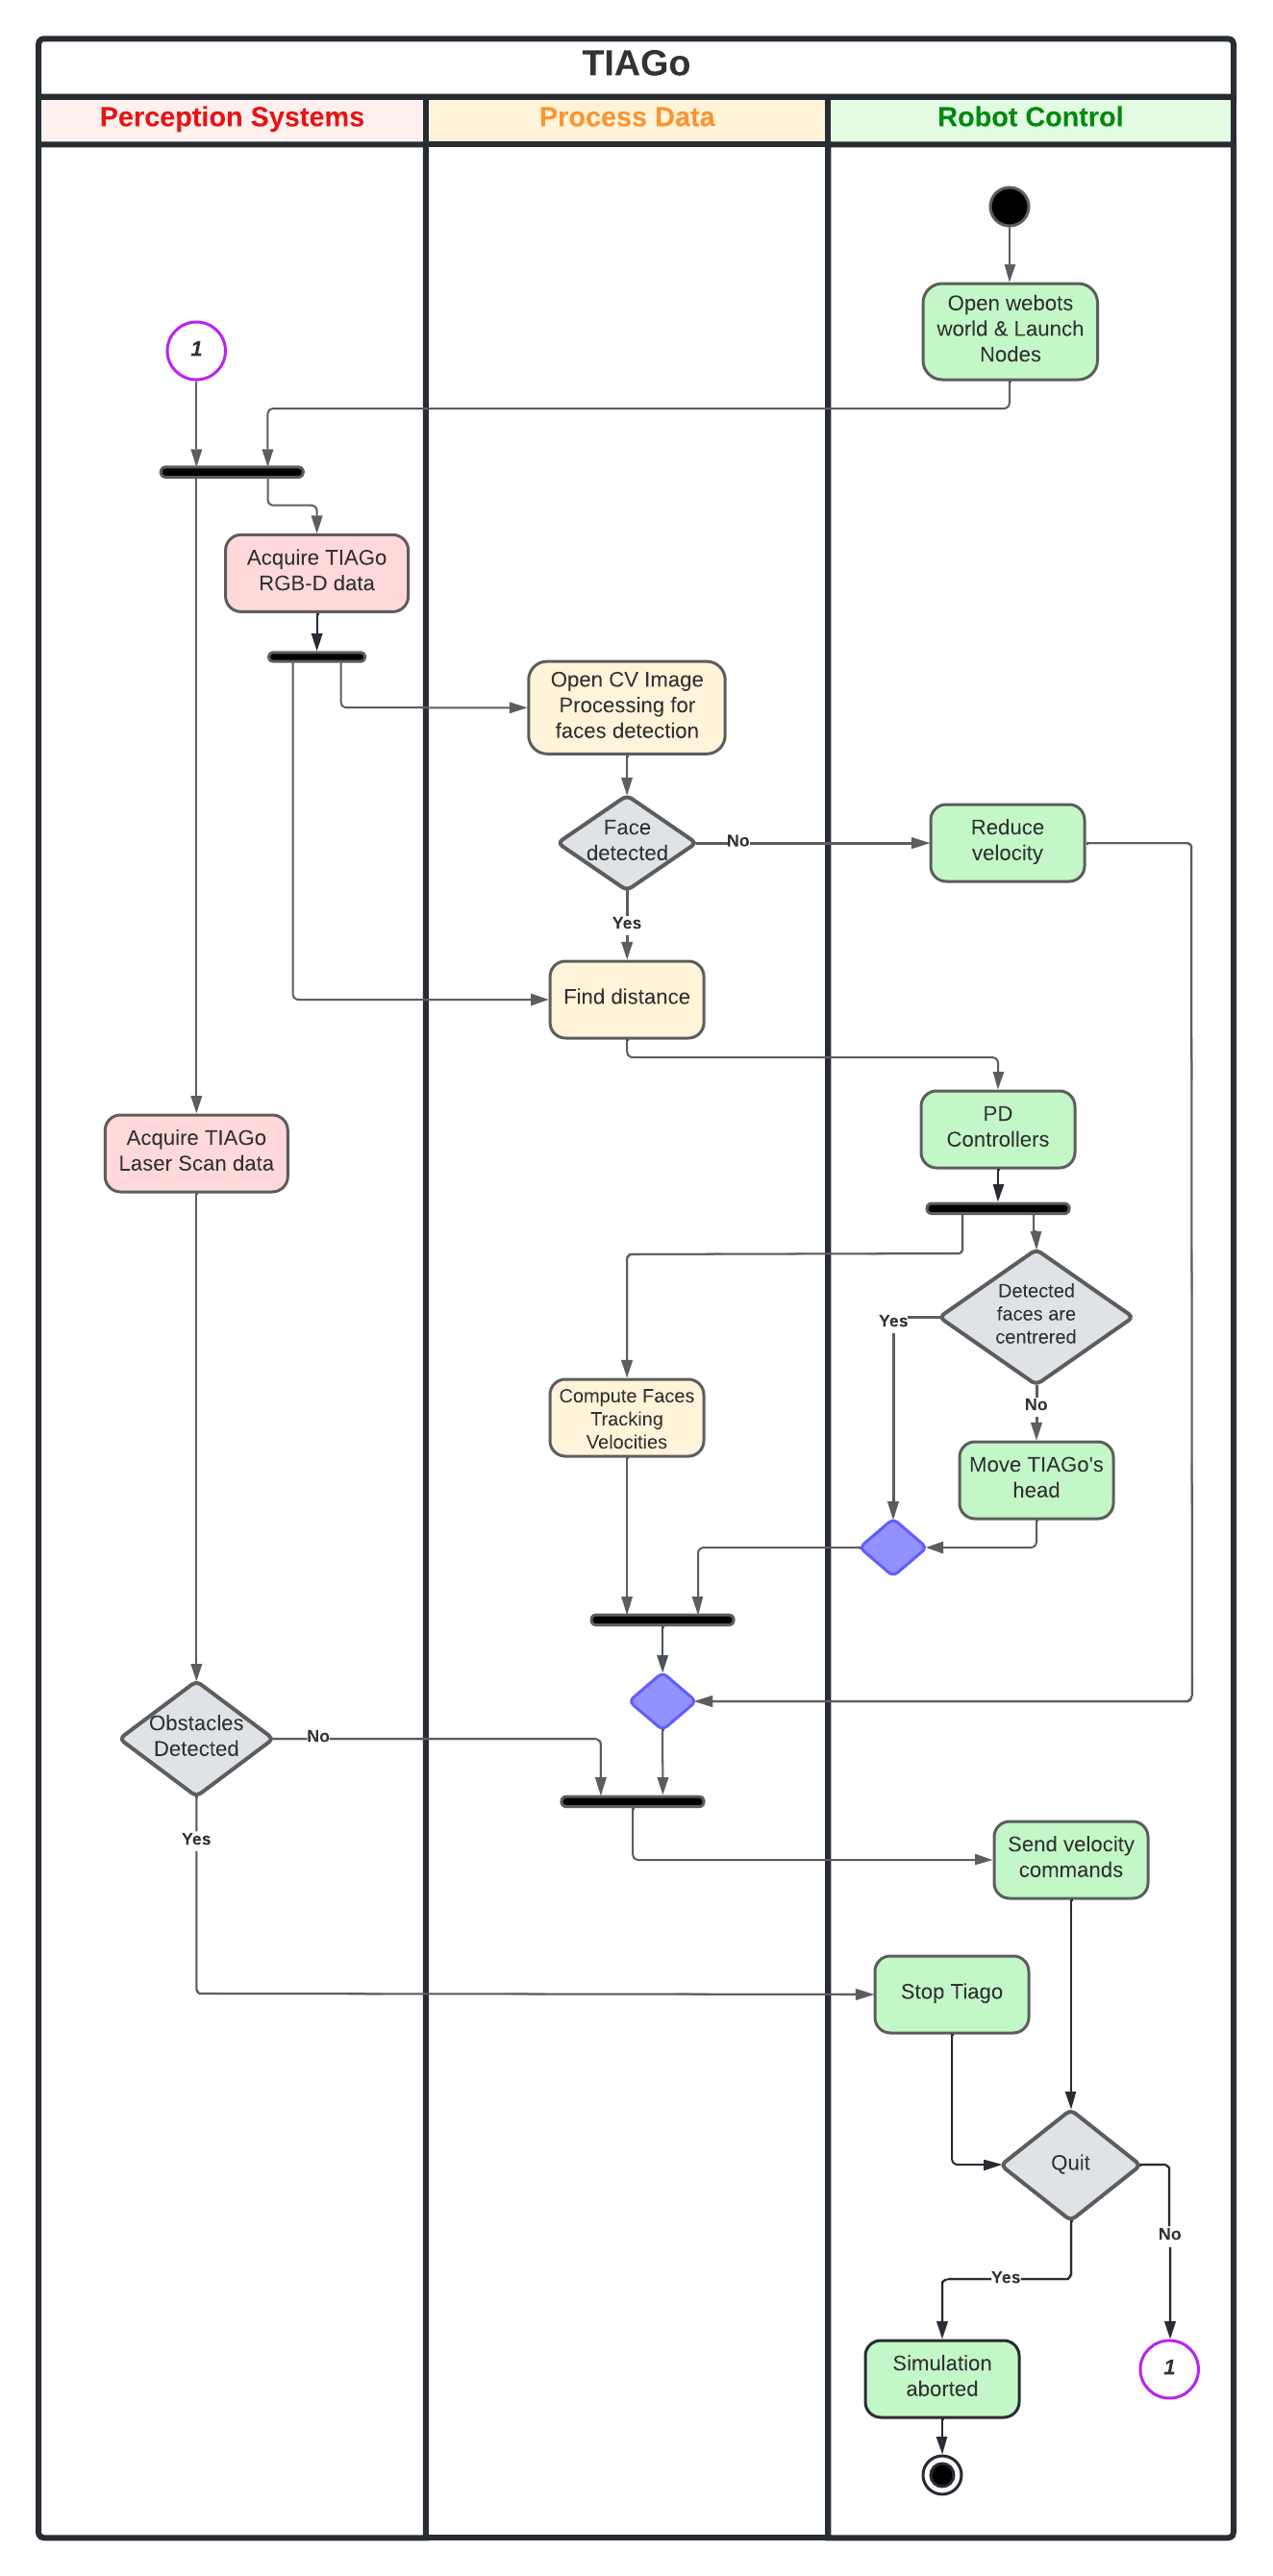 TIAGo
Perception Systems
Process Data
Robot Control
Open webots
world & Launch
Nodes
1
Acquire TIAGo
RGB-D data
Open CV Image
Processing for
faces detection
Face
detected
No
Reduce
velocity
Yes
Find distance
PD
Controllers
Acquire TIAGo
Laser Scan data
Detected
faces are
centrered
Yes
No
Compute Faces
Tracking
Velocities
Move TIAGo's
head
Obstacles
Detected
No
Yes
Send velocity
commands
Stop Tiago
Quit
No
Yes
Simulation
aborted
1